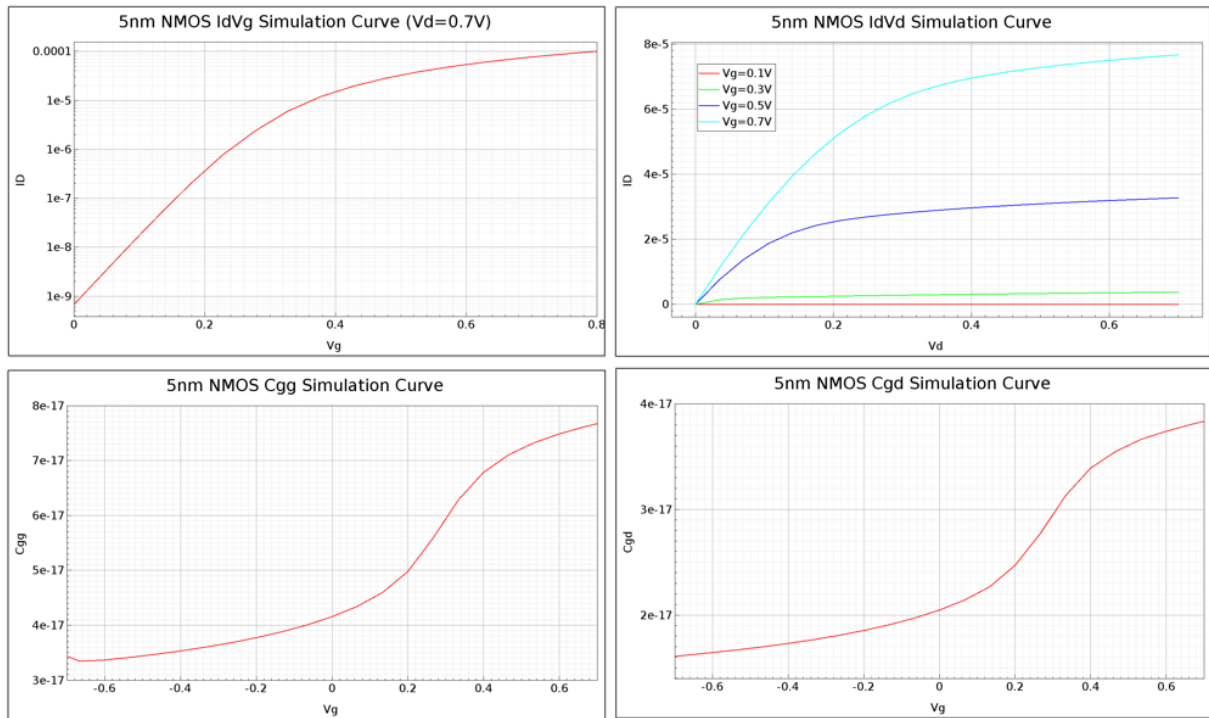 5nm NMOS IdVg Simulation Curve (Vd=0.7V)
0.0001
1e-5
1e-6
1e-7
1e-8
1e-9
ID
0 0.2 0.4 0.6 0.8
Vg
5nm NMOS IdVd Simulation Curve
8e-5
6e-5
4e-5
2e-5
0
ID
Vg=0.1V
Vg=0.3V
Vg=0.5V
Vg=0.7V
0 0.2 0.4 0.6
Vd
5nm NMOS Cgg Simulation Curve
8e-17
7e-17
6e-17
5e-17
4e-17
3e-17
Cgg
-0.6 -0.4 -0.2 0 0.2 0.4 0.6
Vg
5nm NMOS Cgd Simulation Curve
4e-17
3e-17
2e-17
Cgd
-0.6 -0.4 -0.2 0 0.2 0.4 0.6
Vg